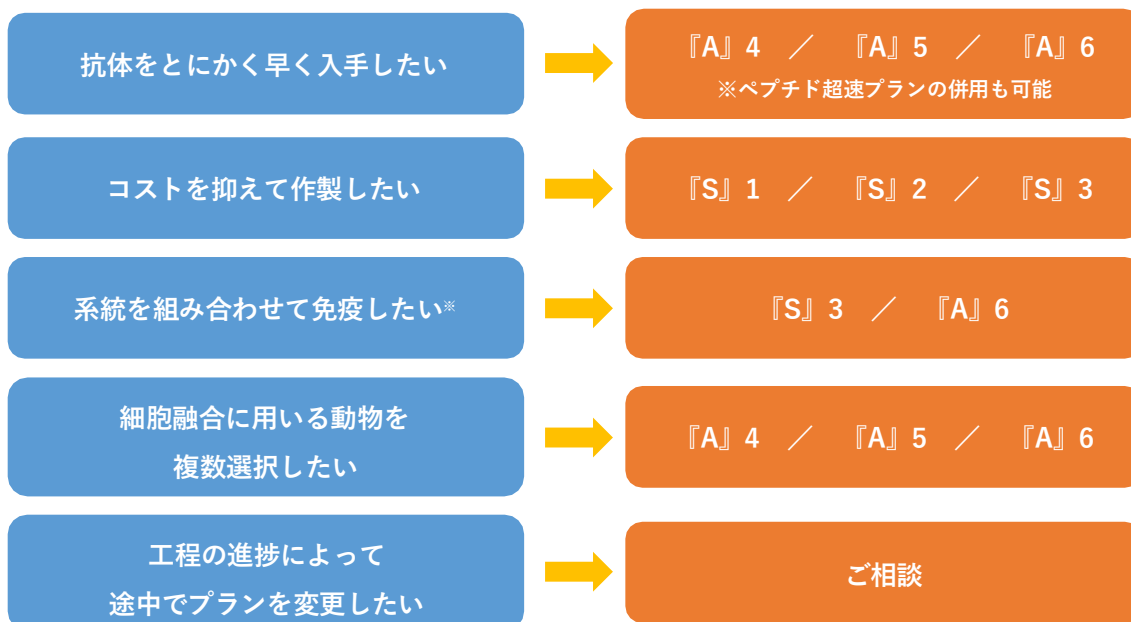 抗体をとにかく早く入手したい
『A』4 ／ 『A』5 ／ 『A』6
※ペプチド超速プランの併用も可能
コストを抑えて作製したい
『S』1 ／ 『S』2 ／ 『S』3
系統を組み合わせて免疫したい※
『S』3 ／ 『A』6
細胞融合に用いる動物を
複数選択したい
『A』4 ／ 『A』5 ／ 『A』6
工程の進捗によって
途中でプランを変更したい
ご相談